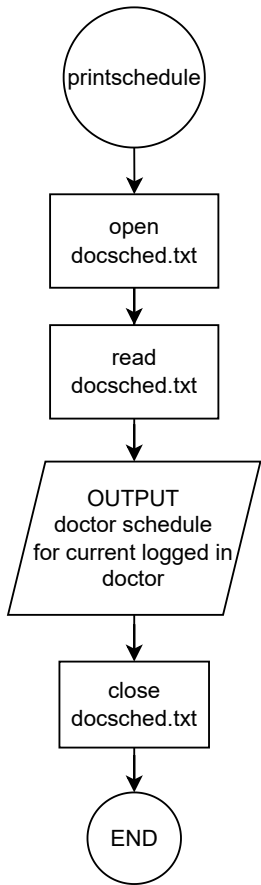 printschedule
open
docsched.txt
read
docsched.txt
OUTPUT
doctor schedule
for current logged in
doctor
close
docsched.txt
END